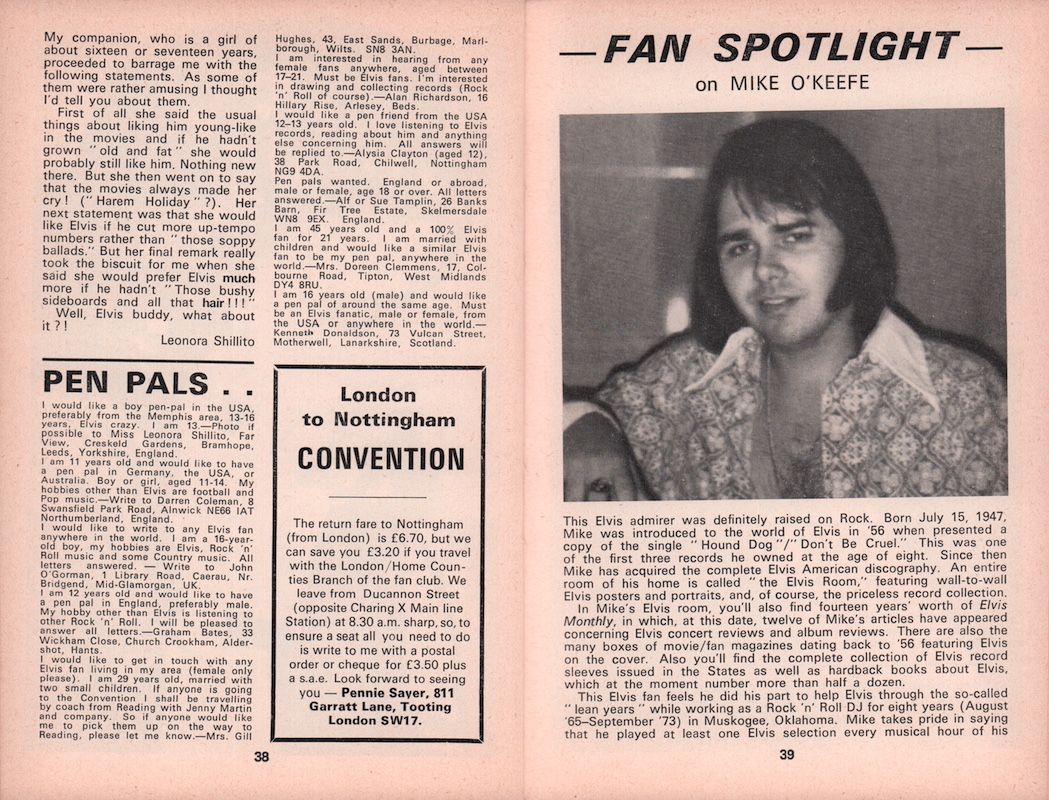 My companion, who is a girl of
about sixteen or seventeen years,
proceeded to barrage me with the
following statements. As some of
them were rather amusing I thought
I'd tell you about them.
First of all she said the usual
things about liking him young-like
in the movies and if he hadn't
grown "old and fat" she would
probably still like him. Nothing new
there. But she then went on to say
that the movies always made her
cry! ("Harem Holiday"?). Her
next statement was that she would
like Elvis if he cut more up-tempo
numbers rather than "those soppy
ballads." But her final remark really
took the biscuit for me when she
said she would prefer Elvis much
more if he hadn't "Those bushy
sideboards and all that hair!!!"
Well, Elvis buddy, what about
it?!
Leonora Shillito
PEN PALS . .
I would like a boy pen-pal in the USA,
preferably from the Memphis area, 13-16
years, Elvis crazy. I am 13.—Photo if
possible to Miss Leonora Shillito, Far
View, Creskeld Gardens, Bramhope,
Leeds, Yorkshire, England.
I am 11 years old and would like to have
a pen pal in Germany, the USA, or
Australia. Boy or girl, aged 11-14. My
hobbies other than Elvis are football and
Pop music.—Write to Darren Coleman, 8
Swansfield Park Road, Alnwick NE66 IAT
Northumberland, England.
I would like to write to any Elvis fan
anywhere in the world. I am a 16-year-
old boy, my hobbies are Elvis, Rock 'n'
Roll music and some Country music. All
letters answered. — Write to John
O'Gorman, 1 Library Road, Caerau, Nr.
Bridgend, Mid-Glamorgan, UK.
I am 12 years old and would like to have
a pen pal in England, preferably male.
My hobby other than Elvis is listening to
other Rock 'n' Roll. I will be pleased to
answer all letters.—Graham Bates, 33
Wickham Close, Church Crookham, Alder-
shot, Hants.
I would like to get in touch with any
Elvis fan living in my area (female only
please). I am 29 years old, married with
two small children. If anyone is going
to the Convention I shall be travelling
by coach from Reading with Jenny Martin
and company. So if anyone would like
me to pick them up on the way to
Reading, please let me know.—Mrs. Gill
Hughes, 43, East Sands, Burbage, Marl-
borough, Wilts. SN8 3AN.
I am interested in hearing from any
female fans anywhere, aged between
17-21. Must be Elvis fans. I'm interested
in drawing and collecting records (Rock
'n' Roll of course).—Alan Richardson, 16
Hillary Rise, Arlesey, Beds.
I would like a pen friend from the USA
12-13 years old. I love listening to Elvis
records, reading about him and anything
else concerning him. All answers will
be replied to.—Alysia Clayton (aged 12),
38 Park Road, Chilwell, Nottingham
NG9 4DA.
Pen pals wanted. England or abroad,
male or female, age 18 or over. All letters
answered.—Alf or Sue Tamplin, 26 Banks
Barn, Fir Tree Estate, Skelmersdale
WN8 9EX. England.
I am 45 years old and a 100% Elvis
fan for 21 years. I am married with
children and would like a similar Elvis
fan to be my pen pal, anywhere in the
world.—Mrs. Doreen Clemmens, 17, Col-
bourne Road, Tipton, West Midlands
DY4 8RU.
I am 16 years old (male) and would like
a pen pal of around the same age. Must
be an Elvis fanatic, male or female, from
the USA or anywhere in the world.—
Kenneth Donaldson, 73 Vulcan Street,
Motherwell, Lanarkshire, Scotland.
London
to Nottingham
CONVENTION
The return fare to Nottingham
(from London) is £6.70, but we
can save you £3.20 if you travel
with the London/Home Coun-
ties Branch of the fan club. We
leave from Ducannon Street
(opposite Charing X Main line
Station) at 8.30 a.m. sharp, so, to
ensure a seat all you need to do
is write to me with a postal
order or cheque for £3.50 plus
a s.a.e. Look forward to seeing
you — Pennie Sayer, 811
Garratt Lane, Tooting
London SW17.
38
— FAN SPOTLIGHT —
on MIKE O'KEEFE
This Elvis admirer was definitely raised on Rock. Born July 15, 1947,
Mike was introduced to the world of Elvis in '56 when presented a
copy of the single "Hound Dog"/"Don't Be Cruel." This was one
of the first three records he owned at the age of eight. Since then
Mike has acquired the complete Elvis American discography. An entire
room of his home is called "the Elvis Room," featuring wall-to-wall
Elvis posters and portraits, and, of course, the priceless record collection.
In Mike's Elvis room, you'll also find fourteen years' worth of Elvis
Monthly, in which, at this date, twelve of Mike's articles have appeared
concerning Elvis concert reviews and album reviews. There are also the
many boxes of movie/fan magazines dating back to '56 featuring Elvis
on the cover. Also you'll find the complete collection of Elvis record
sleeves issued in the States as well as hardback books about Elvis,
which at the moment number more than half a dozen.
This Elvis fan feels he did his part to help Elvis through the so-called
"lean years" while working as a Rock 'n' Roll DJ for eight years (August
'65–September '73) in Muskogee, Oklahoma. Mike takes pride in saying
that he played at least one Elvis selection every musical hour of his
39